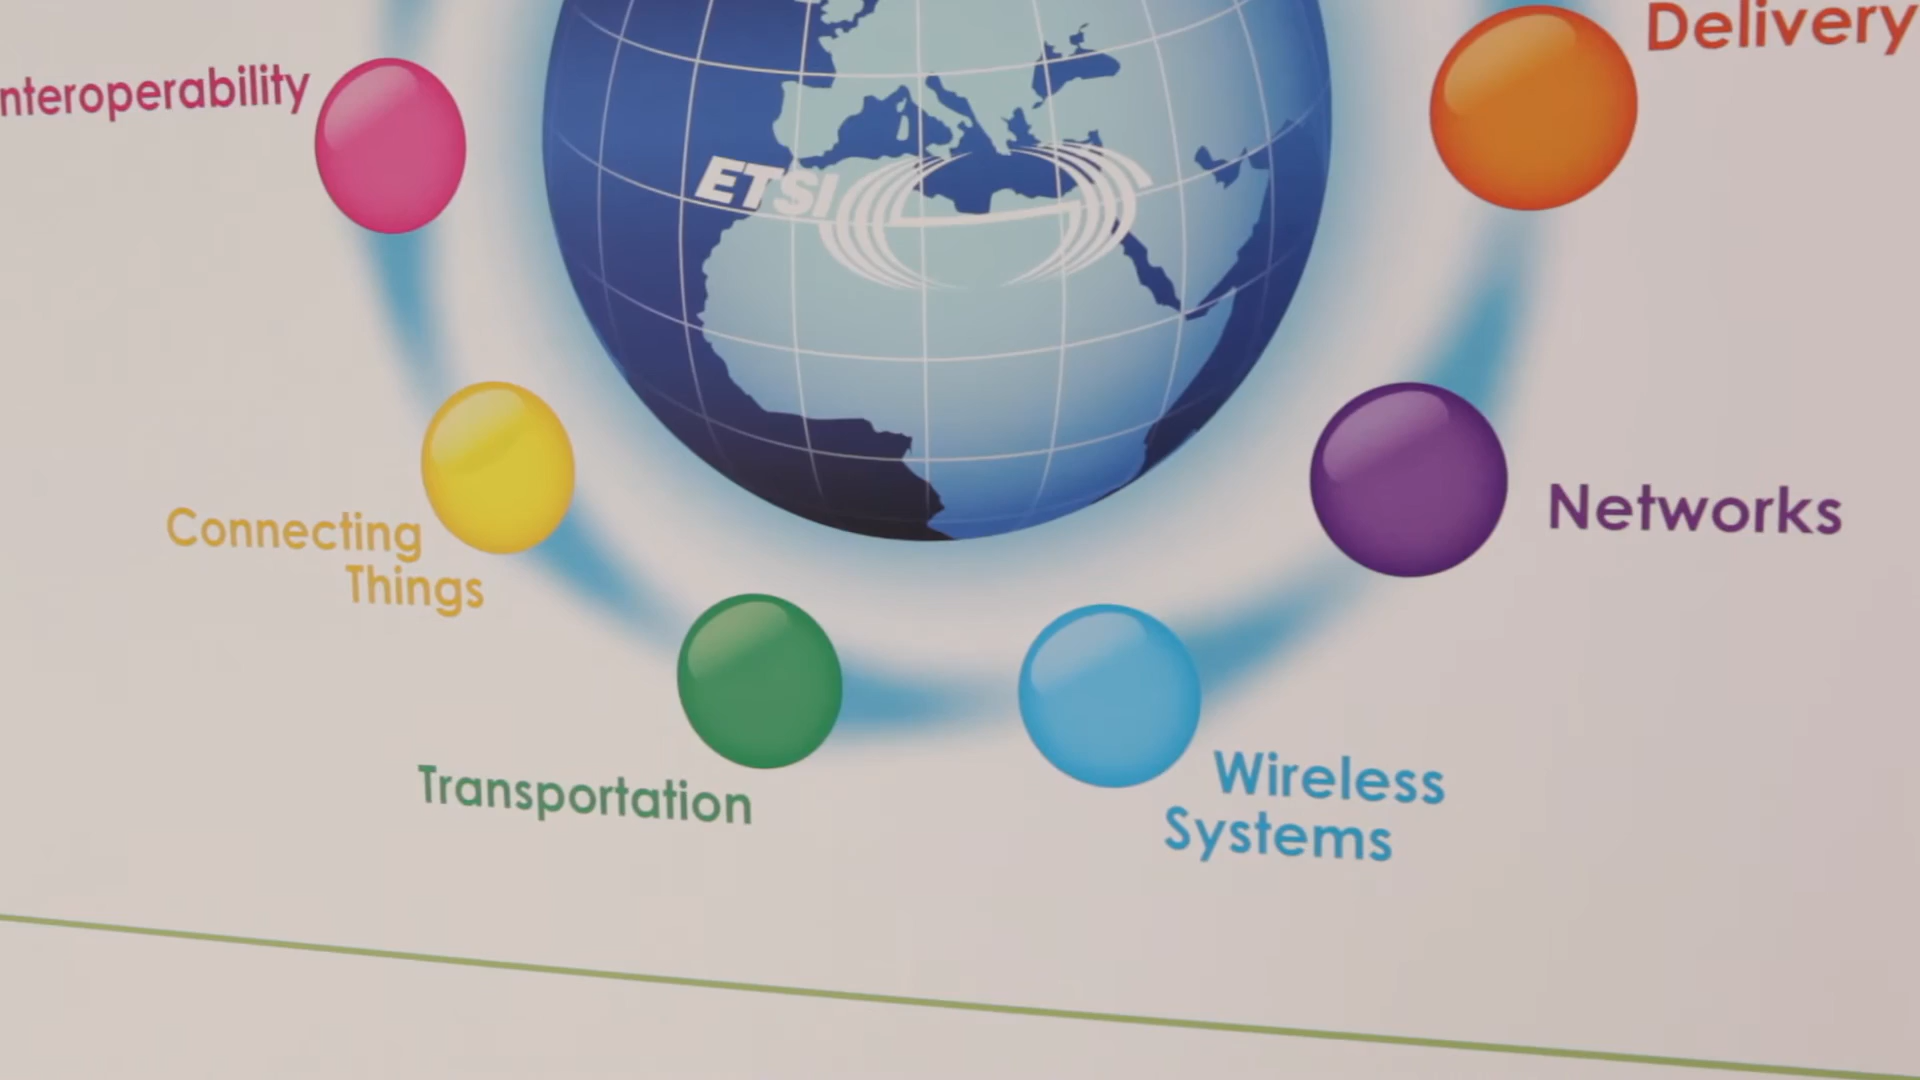 Delivery
nteroperability
ETSI
Networks
Connecting
Things
Transportation
Wireless
Systems